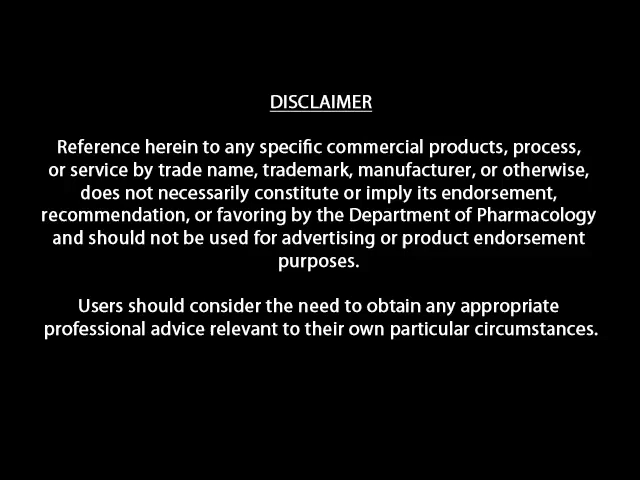 DISCLAIMER
Reference herein to any specific commercial products, process,
or service by trade name, trademark, manufacturer, or otherwise,
does not necessarily constitute or imply its endorsement,
recommendation, or favoring by the Department of Pharmacology
and should not be used for advertising or product endorsement
purposes.
Users should consider the need to obtain any appropriate
professional advice relevant to their own particular circumstances.